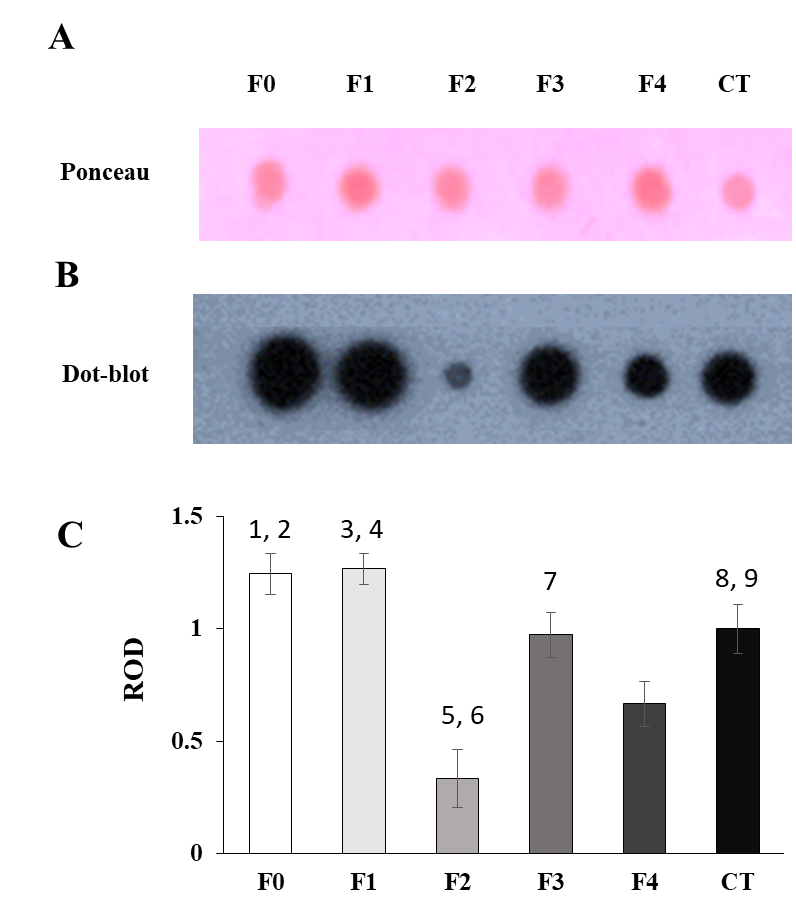 A
F0 F1 F2 F3 F4 CT
Ponceau
B
Dot-blot
C
ROD
1.5
1
0.5
0
1, 2
3, 4
5, 6
7
8, 9
F0 F1 F2 F3 F4 CT